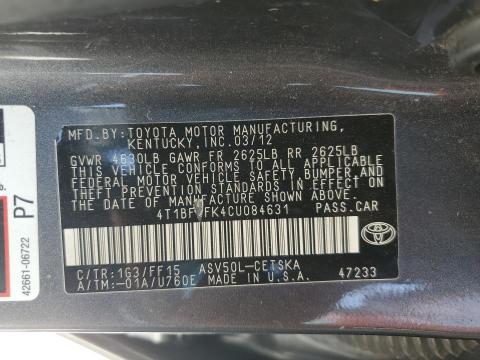 MFD.BY:TOYOTA MOTOR MANUFACTURING,
KENTUCKY,INC.03/12
GVWR 4630LB GAWR FR 2625LB RR 2625LB
THIS VEHICLE CONFORMS TO ALL APPLICABLE
FEDERAL MOTOR VEHICLE SAFETY, BUMPER, AND
THEFT PREVENTION STANDARDS IN EFFECT ON
THE DATE OF MANUFACTURE SHOWN ABOVE.
PASS.CAR
C/TR:1G3/FF15 ASV50L-CETSKA
A/TM:-01A/U760E MADE IN U.S.A. 47233
TOYOTA
P7
42661-06722